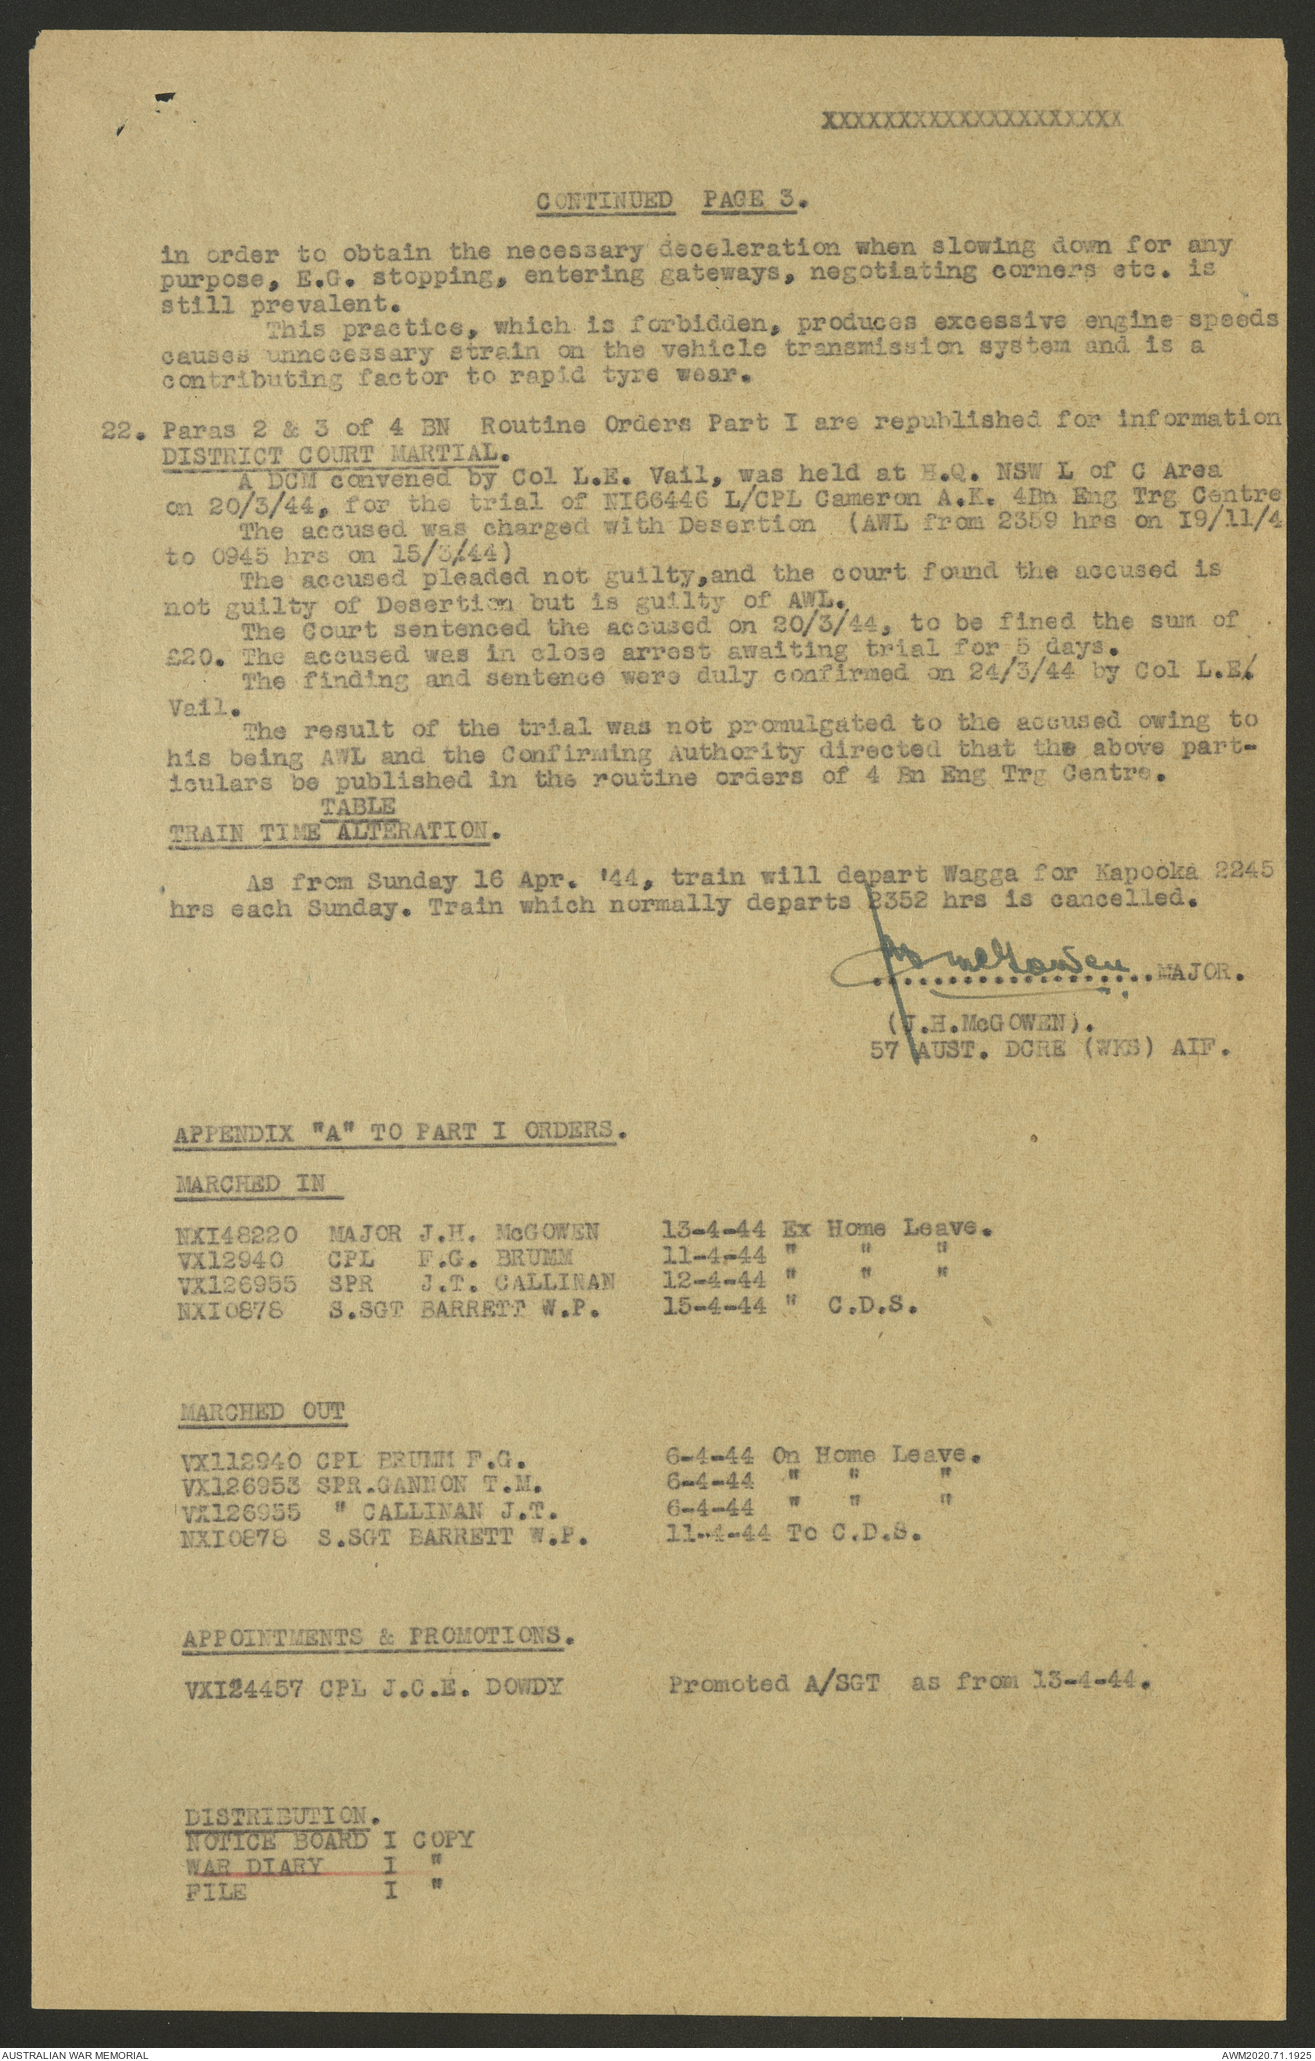 XXXXXXXXXXXXXXXXXXXX
CONTINUED PAGE 3.
in order to obtain the necessary deceleration when slowing down for any
purpose, E.G. stopping, entering gateways, negotiating corners etc. is
still prevalent.
This practice, which is forbidden, produces excessive engine speeds
causes unnecessary strain on the vehicle transmission system and is a
contributing factor to rapid tyre wear.
22. Paras 2 & 3 of 4 BN Routine Orders Part I are republished for information
DISTRICT COURT MARTIAL.
A DCM convened by Col L.E. Vail, was held at H.Q. NSW L of C Area
on 20/3/44, for the trial of NI66446 L/CPL Cameron A.K. 4Bn Eng Trg Centre
The accused was charged with Desertion (AWL from 2359 hrs on I9/11/4
to 0945 hrs on 15/3/44)
The accused pleaded not guilty,and the court found the accused is
not guilty of Desertion but is guilty of AWL.
The Court sentenced the accused on 20/3/44, to be fined the sum of
£20. The accused was in close arrest awaiting trial for 5 days.
The finding and sentence were duly confirmed on 24/3/44 by Col L.E.
Vail.
The result of the trial was not promulgated to the accused owing to
his being AWL and the Confirming Authority directed that the above part-
iculars be published in the routine orders of 4 Bn Eng Trg Centre.
TABLE
TRAIN TIME ALTERATION.
As from Sunday 16 Apr. '44, train will depart Wagga for Kapooka 2245
hrs each Sunday. Train which normally departs 2352 hrs is cancelled.
McGowen ..................MAJOR.
(J.H.McGOWEN).
57 AUST. DCRE (WKS) AIF.
APPENDIX "A" TO PART I ORDERS.
MARCHED IN
NXI48220 MAJOR J.H. McGOWEN 13-4-44 Ex Home Leave.
VX12940 CPL F.G. BRUMM 11-4-44 " " "
VX126955 SPR J.T. CALLINAN 12-4-44 " " "
NXI0878 S.SGT BARRETT W.P. 15-4-44 " C.D.S.
MARCHED OUT
VX112940 CPL BRUMM F.G. 6-4-44 On Home Leave.
VX126953 SPR.GANNON T.M. 6-4-44 " " "
VX126955 " CALLINAN J.T. 6-4-44 " " "
NXI0878 S.SGT BARRETT W.P. 11-4-44 To C.D.S.
APPOINTMENTS & PROMOTIONS.
VXI24457 CPL J.C.E. DOWDY Promoted A/SGT as from 13-4-44.
DISTRIBUTION.
NOTICE BOARD I COPY
WAR DIARY I "
FILE I "
AUSTRALIAN WAR MEMORIAL
AWM2020.71.1925